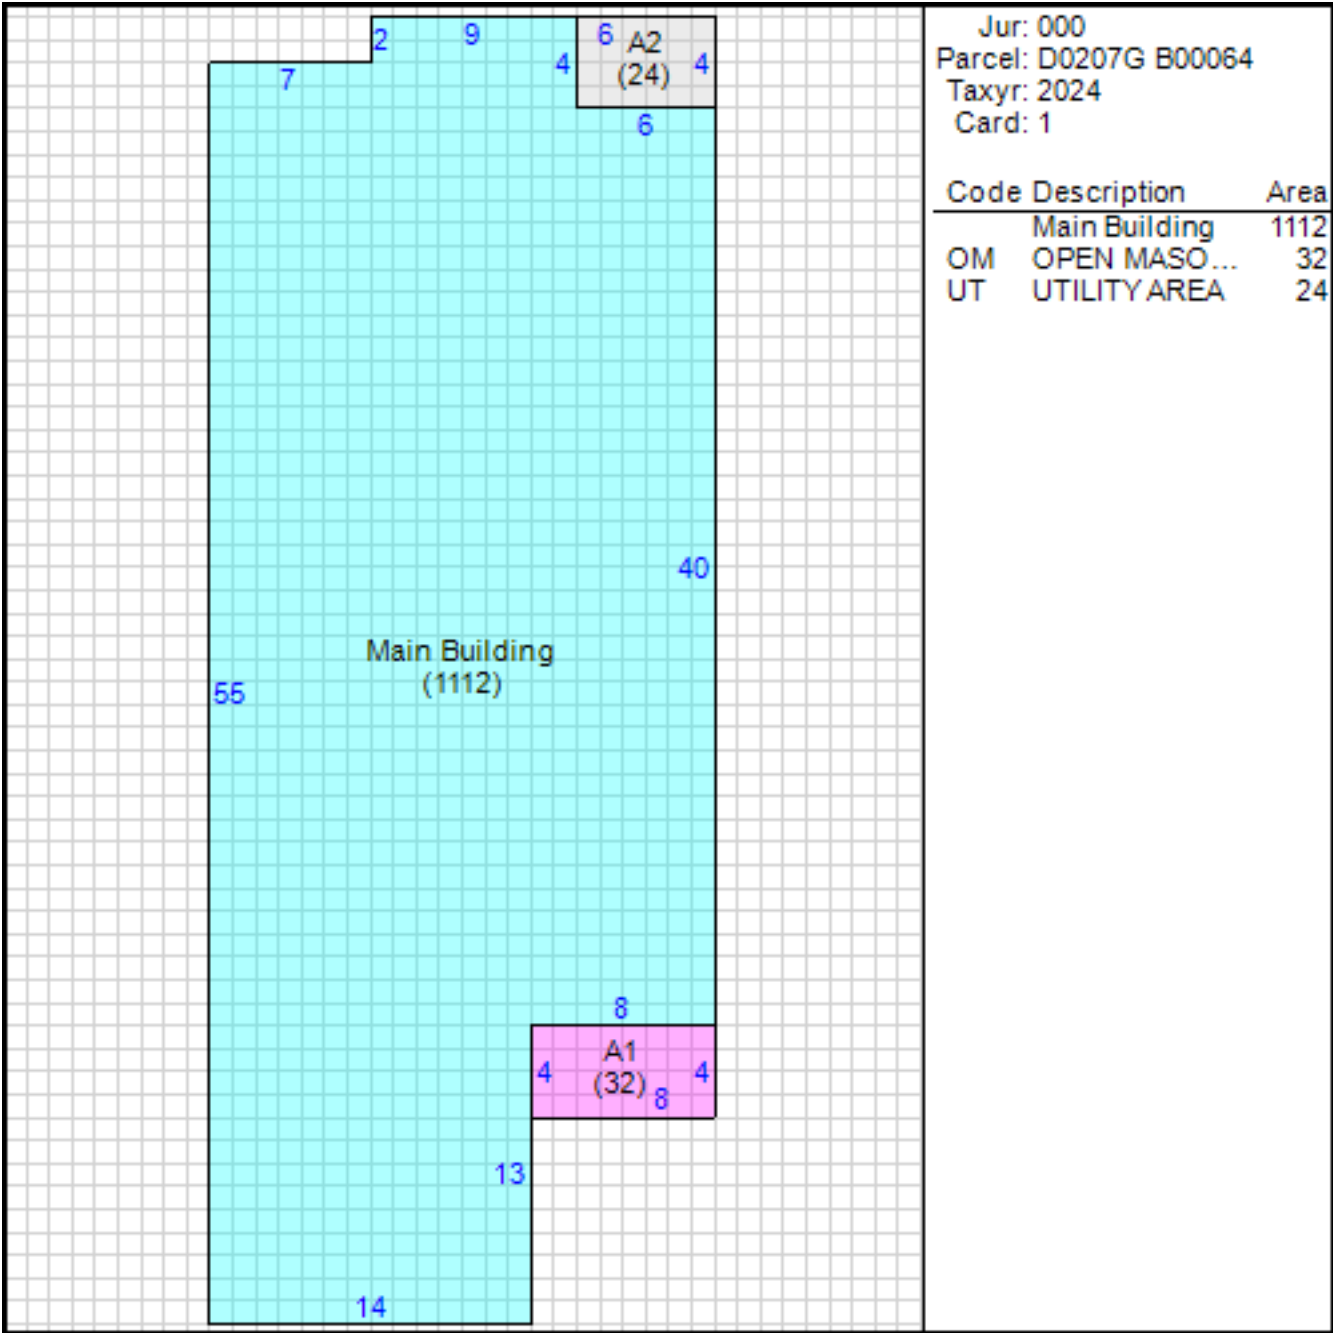 2 9 6 A2 Jur: 000
7 4 (24) 4 Parcel: D0207G B00064
Taxyr: 2024
6 Card: 1
Code Description Area
Main Building 1112
OM OPEN MASO... 32
UT UTILITY AREA 24
40
Main Building
55 (1112)
8
A1
4 (32) 8 4
13
14